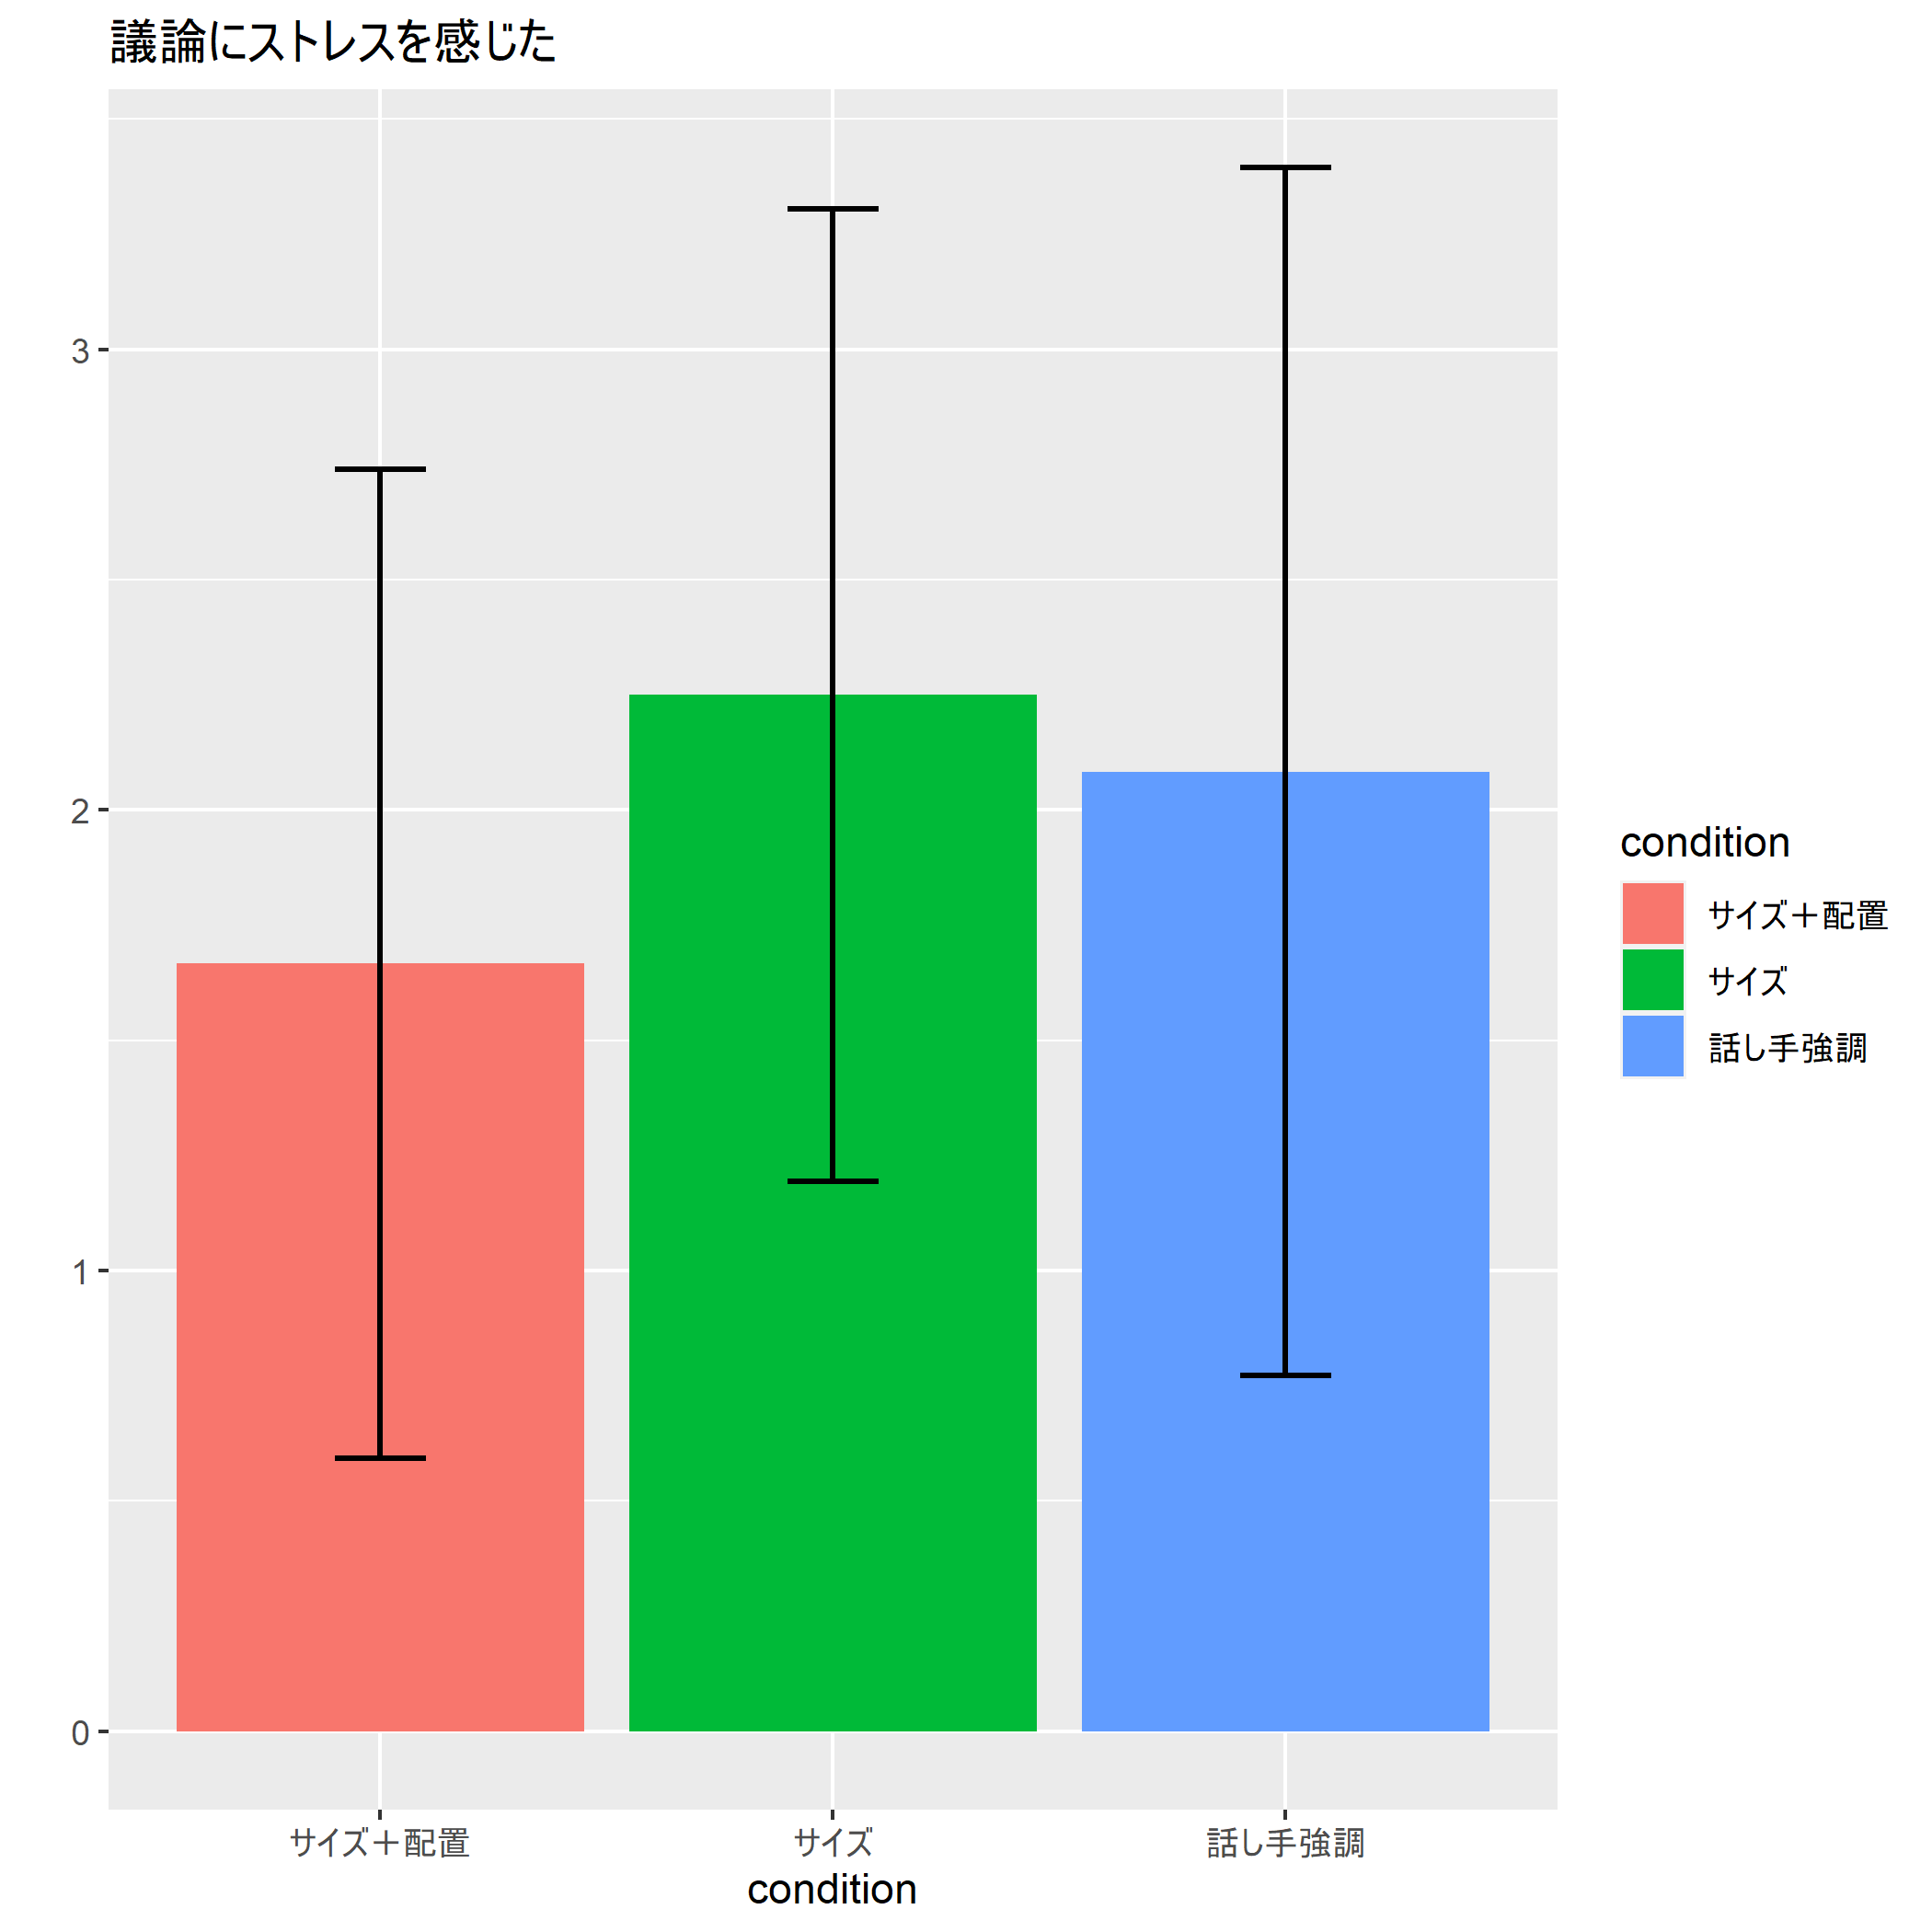 議論にストレスを感じた
3
2
1
0
サイズ＋配置
サイズ
話し手強調
condition
condition
サイズ＋配置
サイズ
話し手強調